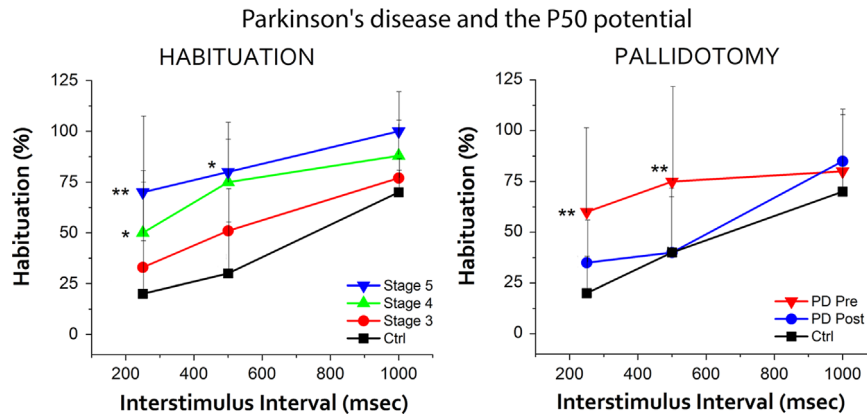 Parkinson's disease and the P50 potential
HABITUATION
Habituation (%)
125
100
75
50
25
0
**
*
*
Stage 5
Stage 4
Stage 3
Ctrl
200 400 600 800 1000
Interstimulus Interval (msec)
PALLIDOTOMY
Habituation (%)
125
100
75
50
25
0
**
**
PD Pre
PD Post
Ctrl
200 400 600 800 1000
Interstimulus Interval (msec)